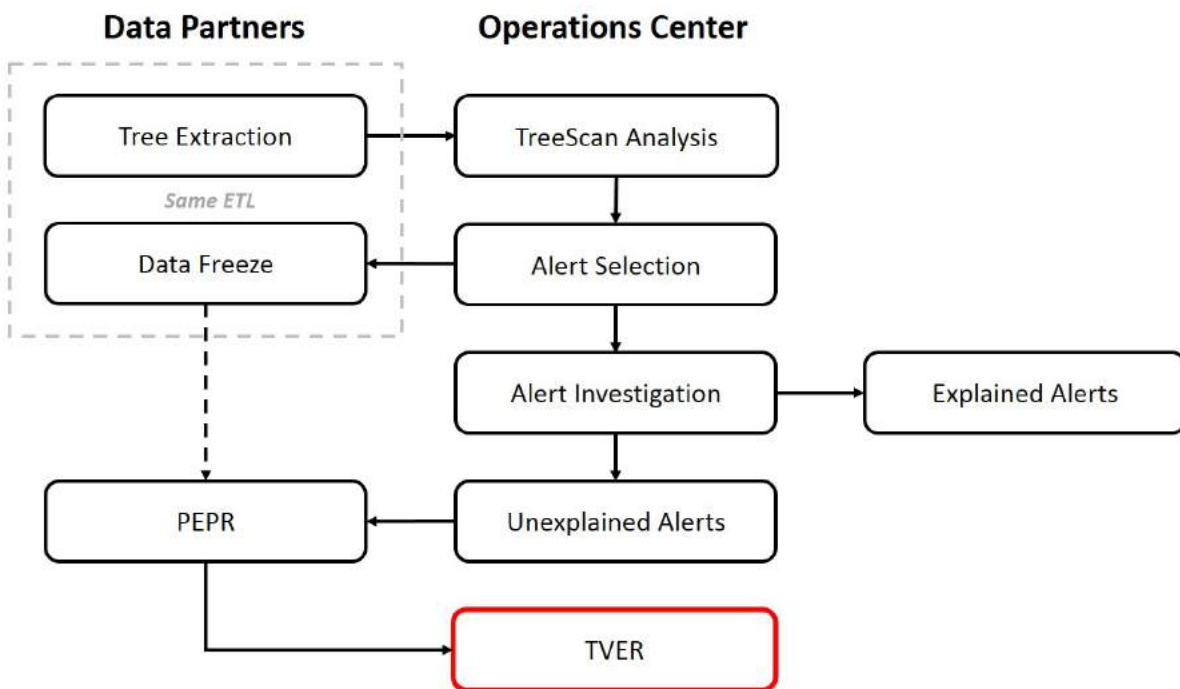 Data Partners
Operations Center
Tree Extraction
TreeScan Analysis
Same ETL
Data Freeze
Alert Selection
Alert Investigation
Explained Alerts
PEPR
Unexplained Alerts
TVER